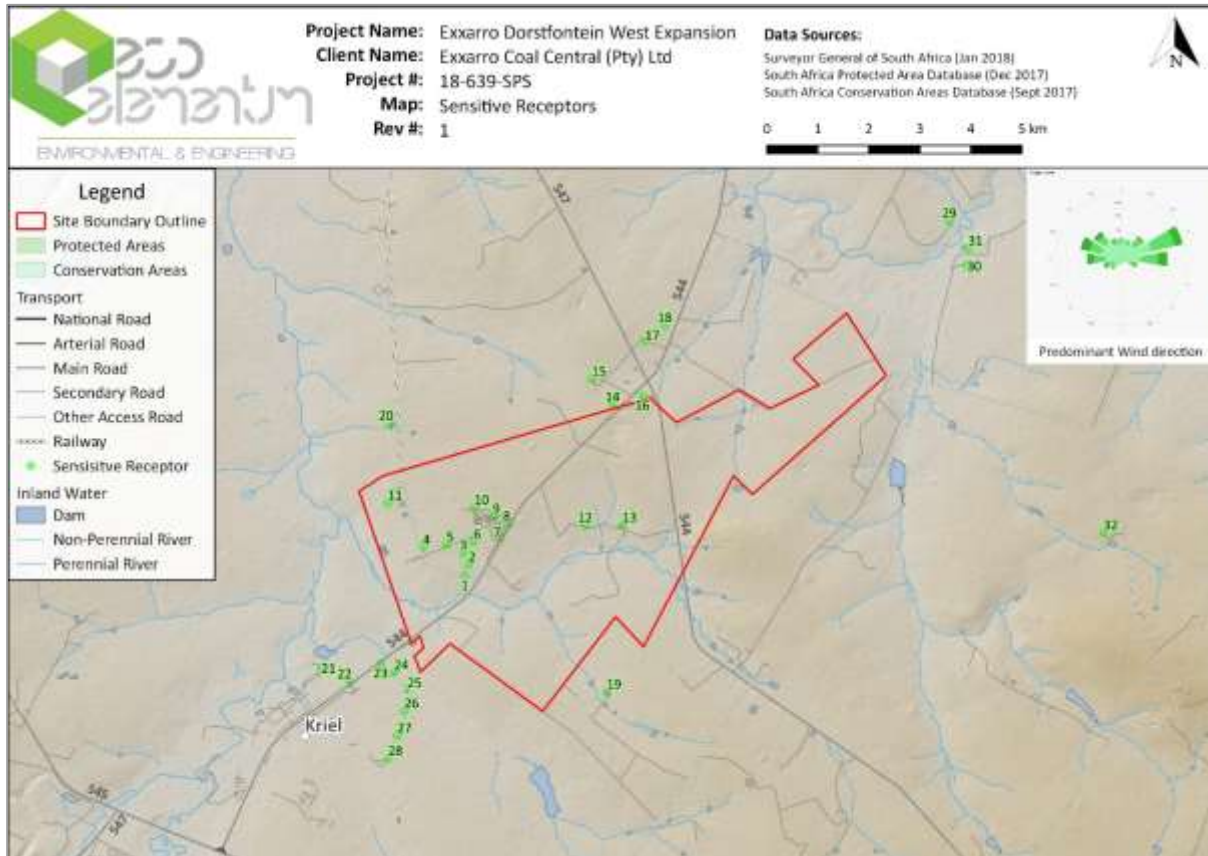 eco
elementum
ENVIRONMENTAL & ENGINEERING
Project Name: Exxarro Dorstfontein West Expansion
Client Name: Exxarro Coal Central (Pty) Ltd
Project #: 18-639-SPS
Map: Sensitive Receptors
Rev #: 1
Data Sources:
Surveyor General of South Africa (Jan 2018)
South Africa Protected Area Database (Dec 2017)
South Africa Conservation Areas Database (Sept 2017)
0 1 2 3 4 5 km
N
Legend
Site Boundary Outline
Protected Areas
Conservation Areas
Transport
National Road
Arterial Road
Main Road
Secondary Road
Other Access Road
Railway
Sensisitve Receptor
Inland Water
Dam
Non-Perennial River
Perennial River
Predominant Wind direction
547
544
29
31
30
18
17
15
14
16
20
11
10
9
8
7
12
13
4
5
3
6
2
1
544
32
544
21
22
23
24
25
26
27
28
19
Kriel
545
547